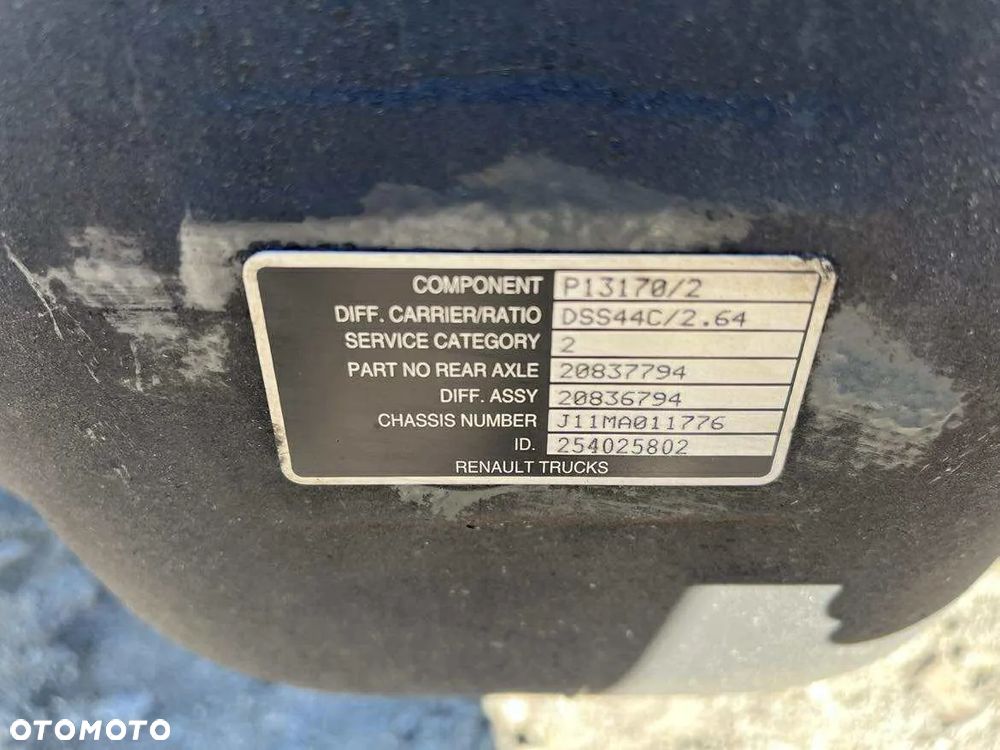 COMPONENT P13170/2
DIFF. CARRIER/RATIO DSS44C/2.64
SERVICE CATEGORY 2
PART NO REAR AXLE 20837794
DIFF. ASSY 20836794
CHASSIS NUMBER J11MA011776
ID. 254025802
RENAULT TRUCKS
OTOMOTO